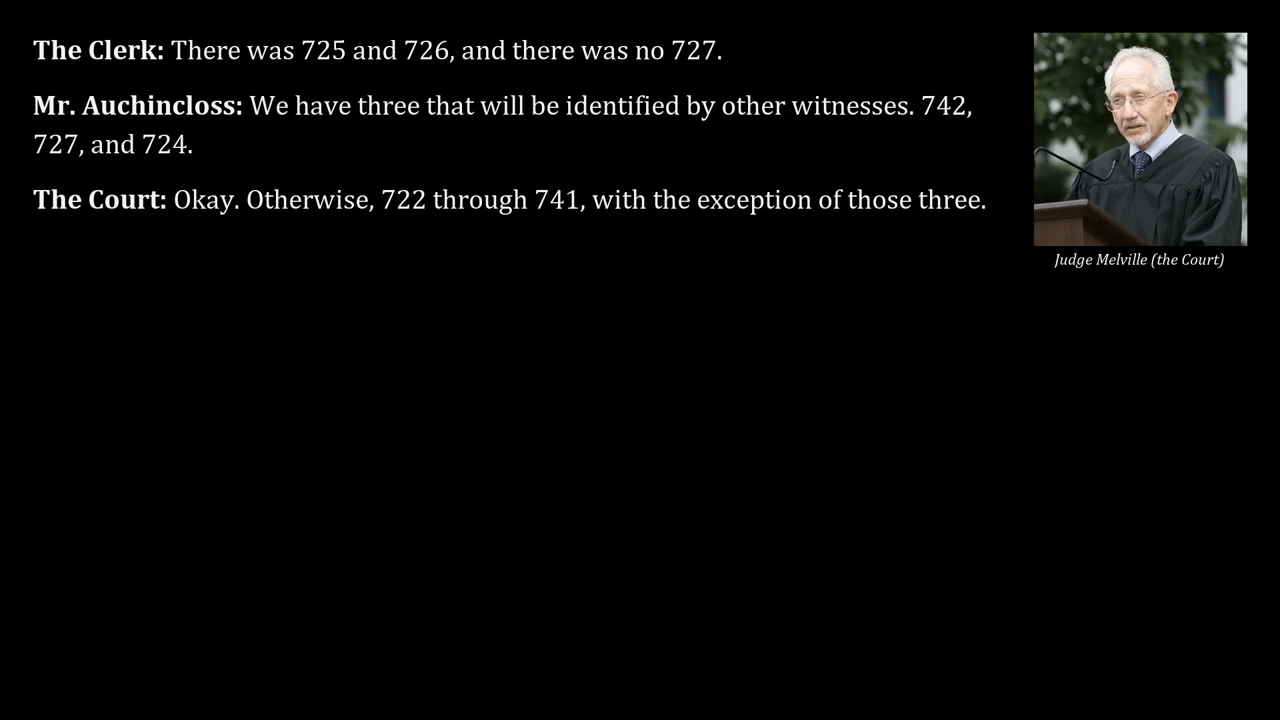 The Clerk: There was 725 and 726, and there was no 727.
Mr. Auchincloss: We have three that will be identified by other witnesses. 742,
727, and 724.
The Court: Okay. Otherwise, 722 through 741, with the exception of those three.
Judge Melville (the Court)